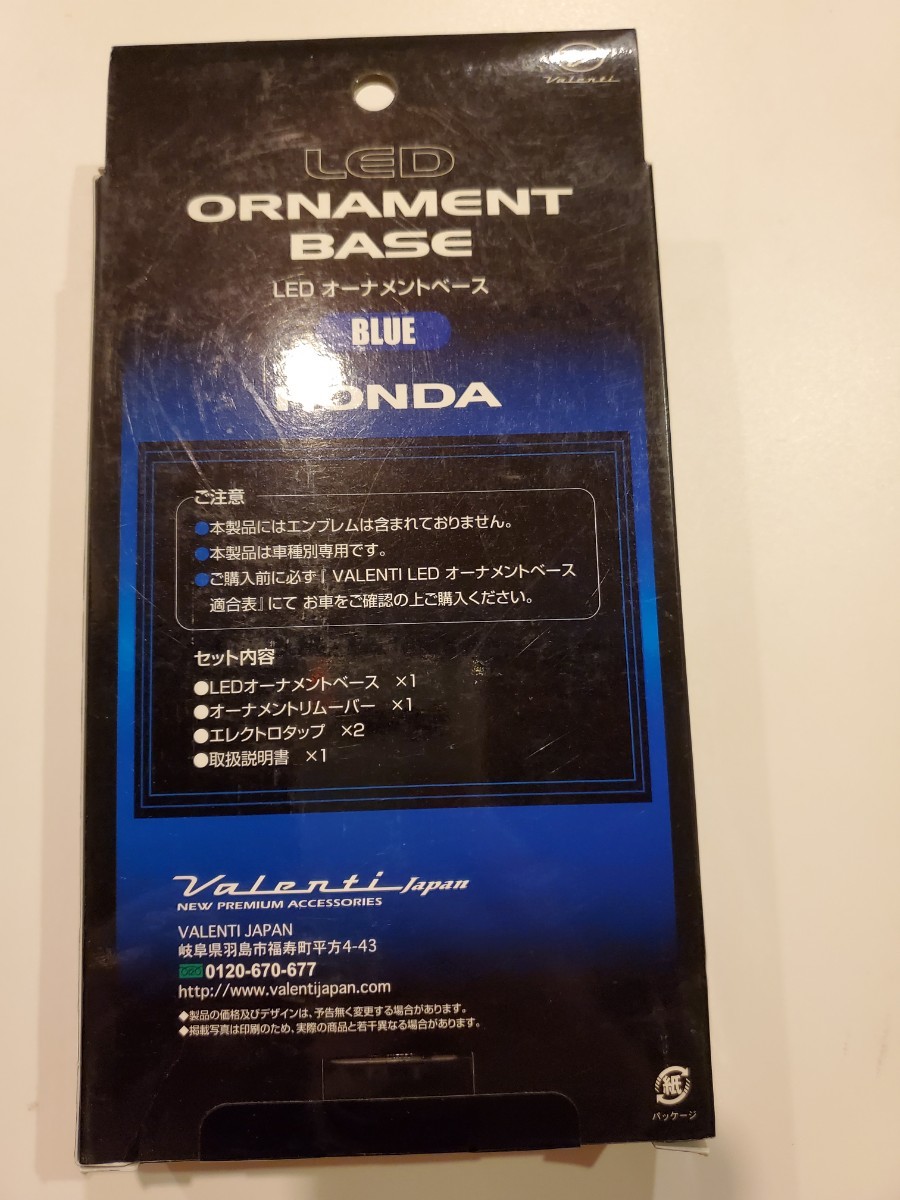 Valenti
LED
ORNAMENT
BASE
LED オーナメントベース
BLUE
HONDA
ご注意
●本製品にはエンブレムは含まれておりません。
●本製品は車種別専用です。
●ご購入前に必ず『 VALENTI LED オーナメントベース
適合表』にて お車をご確認の上ご購入ください。
セット内容
●LEDオーナメントベース ×1
●オーナメントリムーバー ×1
●エレクトロタップ ×2
●取扱説明書 ×1
Valenti Japan
NEW PREMIUM ACCESSORIES
VALENTI JAPAN
岐阜県羽島市福寿町平方4-43
0120-670-677
http://www.valentijapan.com
◆製品の価格及びデザインは、予告無く変更する場合があります。
◆掲載写真は印刷のため、実際の商品と若干異なる場合があります。
紙
パッケージ